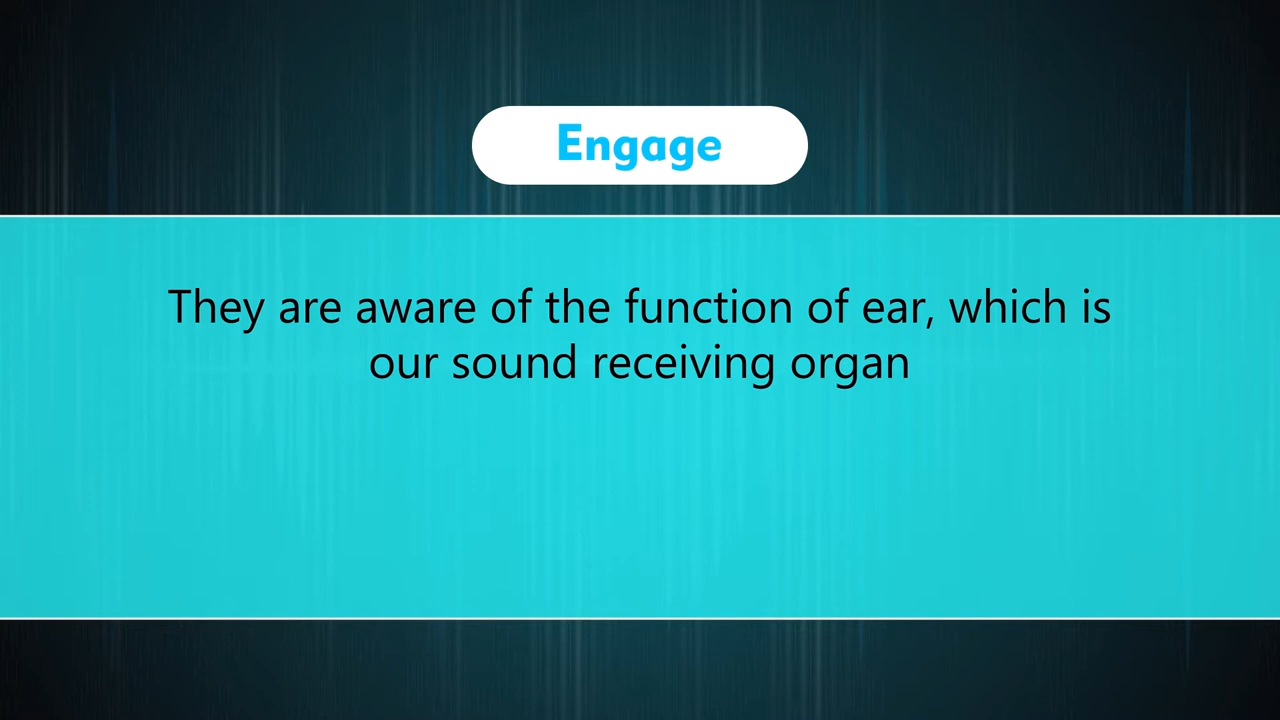 Engage
They are aware of the function of ear, which is
our sound receiving organ